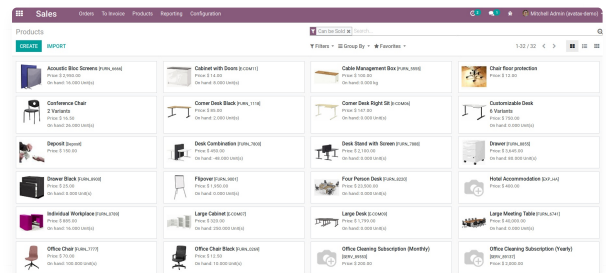 Sales Orders To Invoice Products Reporting Configuration Mitchell Admin
Products
Can be Sold × Search...
CREATE IMPORT
Filters Group By Favorites 1-32 / 32
Acoustic Bloc Screens [FURN_6666]
Price: $ 2,950.00
On hand: 16.000 Unit(s)
Cabinet with Doors [E-COM11]
Price: $ 14.00
On hand: 0.000 Unit(s)
Cable Management Box [FURN_5555]
Price: $ 100.00
On hand: 0.000 kg
Chair floor protection
Price: $ 12.00
Conference Chair
2 Variants
Price: $ 16.50
On hand: 26.000 Unit(s)
Corner Desk Black [FURN_1118]
Price: $ 85.00
On hand: 2.000 Unit(s)
Corner Desk Right Sit [E-COM06]
Price: $ 147.00
On hand: 0.000 Unit(s)
Customizable Desk
6 Variants
Price: $ 750.00
On hand: 0.000 Unit(s)
Deposit [Deposit]
Price: $ 150.00
Desk Combination [FURN_7800]
Price: $ 450.00
On hand: -48.000 Unit(s)
Desk Stand with Screen [FURN_7888]
Price: $ 2,100.00
On hand: 0.000 Unit(s)
Drawer [FURN_8855]
Price: $ 3,645.00
On hand: 80.000 Unit(s)
Drawer Black [FURN_8900]
Price: $ 25.00
On hand: 0.000 Unit(s)
Flipover [FURN_9001]
Price: $ 1,950.00
On hand: 0.000 Unit(s)
Four Person Desk [FURN_8220]
Price: $ 23,500.00
On hand: 0.000 Unit(s)
Hotel Accommodation [EXP_HA]
Price: $ 400.00
Individual Workplace [FURN_0789]
Price: $ 885.00
On hand: 16.000 Unit(s)
Large Cabinet [E-COM07]
Price: $ 320.00
On hand: 250.000 Unit(s)
Large Desk [E-COM09]
Price: $ 1,799.00
On hand: 0.000 Unit(s)
Large Meeting Table [FURN_6741]
Price: $ 40,000.00
On hand: 0.000 Unit(s)
Office Chair [FURN_7777]
Price: $ 70.00
On hand: 100.000 Unit(s)
Office Chair Black [FURN_0269]
Price: $ 12.50
On hand: 10.000 Unit(s)
Office Cleaning Subscription (Monthly)
[SERV_89665]
Price: $ 200.00
Office Cleaning Subscription (Yearly)
Price: $ 2,000.00